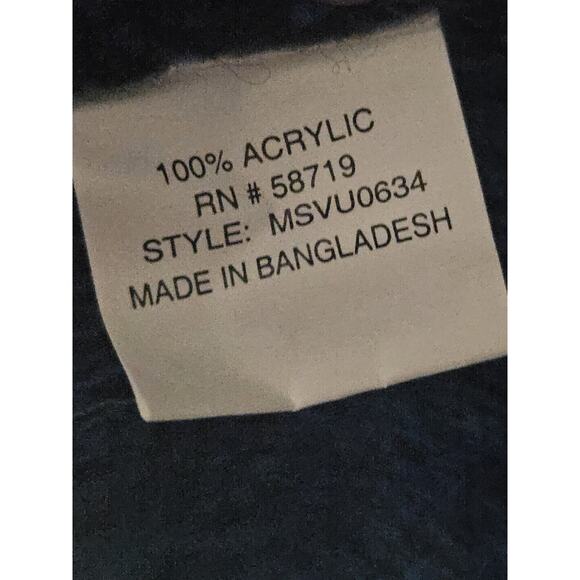 100% ACRYLIC
RN # 58719
STYLE: MSVU0634
MADE IN BANGLADESH